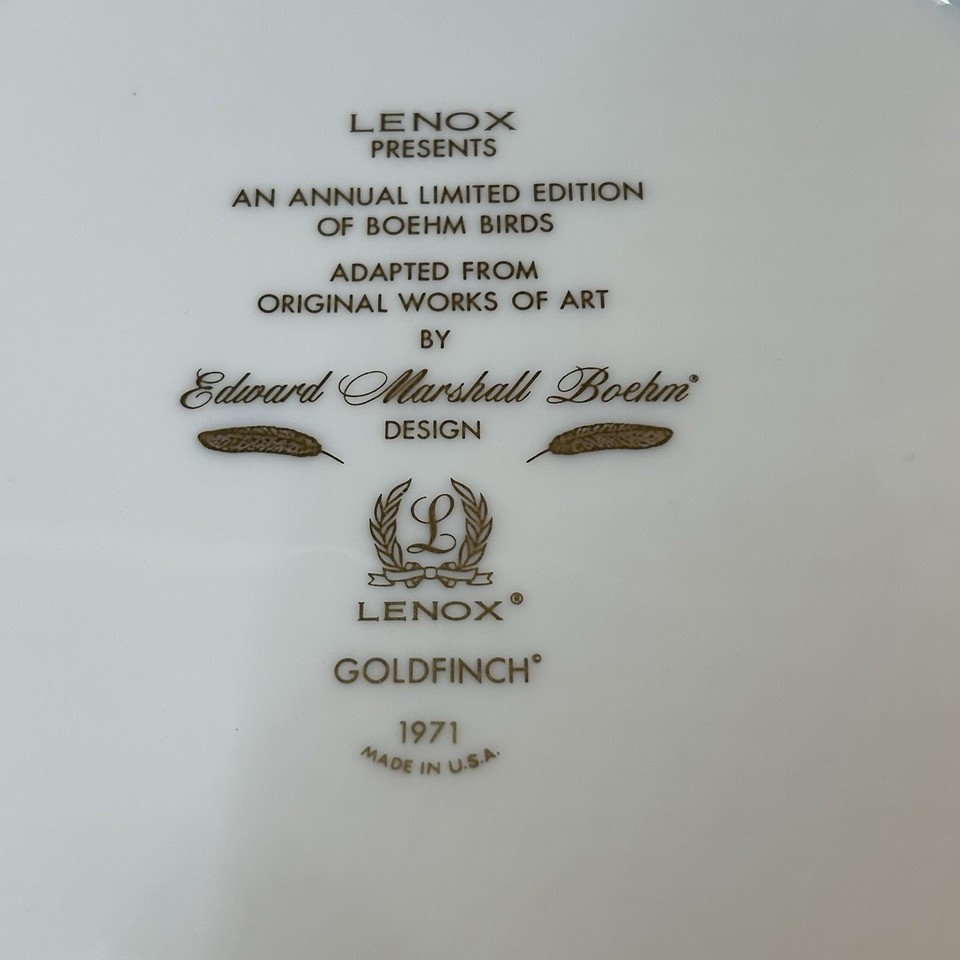 LENOX
PRESENTS
AN ANNUAL LIMITED EDITION
OF BOEHM BIRDS
ADAPTED FROM
ORIGINAL WORKS OF ART
BY
Edward Marshall Boehm®
DESIGN
L
LENOX®
GOLDFINCH©
1971
MADE IN U.S.A.